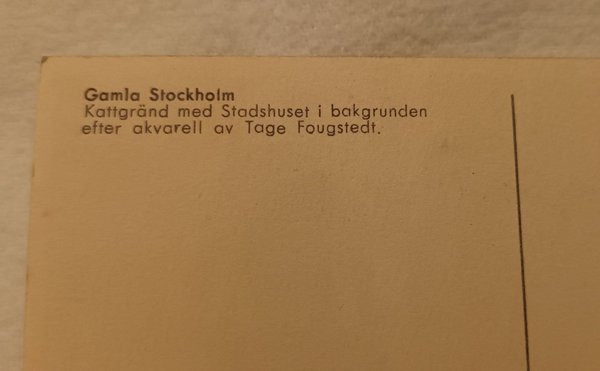 Gamla Stockholm
Kattgränd med Stadshuset i bakgrunden
efter akvarell av Tage Fougstedt.